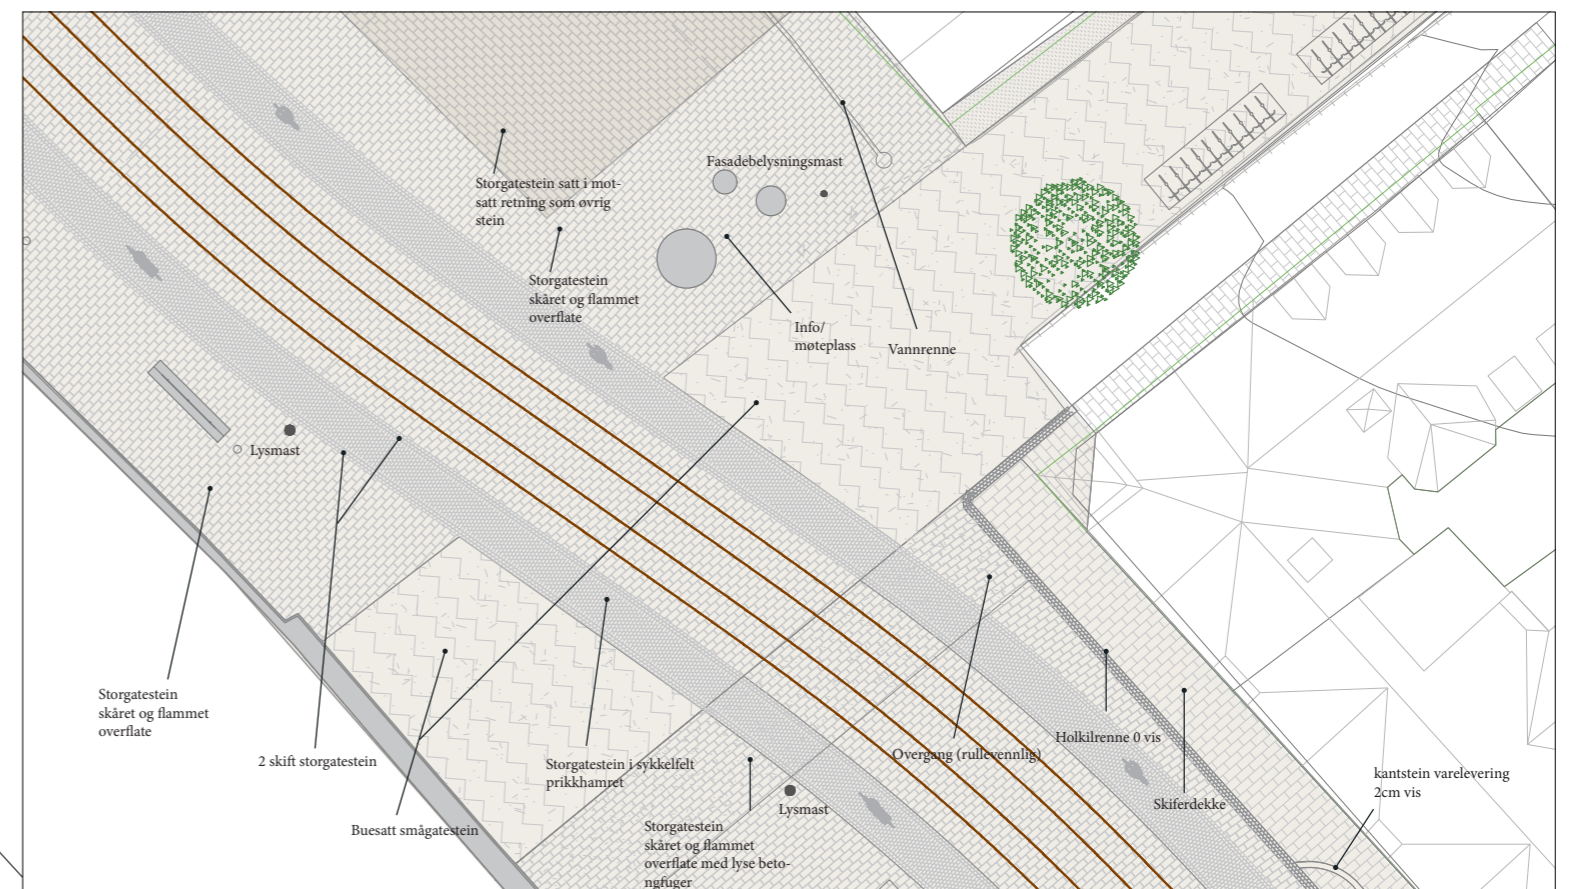 Fasadebelysningsmast
Storgatestein satt i mot-
satt retning som øvrig
stein
Storgatestein
skåret og flammet
overflate
Info/
møteplass
Vannrenne
Lysmast
Storgatestein
skåret og flammet
overflate
2 skift storgatestein
Buesatt smågatestein
Storgatestein i sykkelfelt
prikkhamret
Overgang (rullevennlig)
Holkilrenne 0 vis
Skiferdekke
kantstein varelevering
2cm vis
Lysmast
Storgatestein
skåret og flammet
overflate med lyse beto-
ngfuger